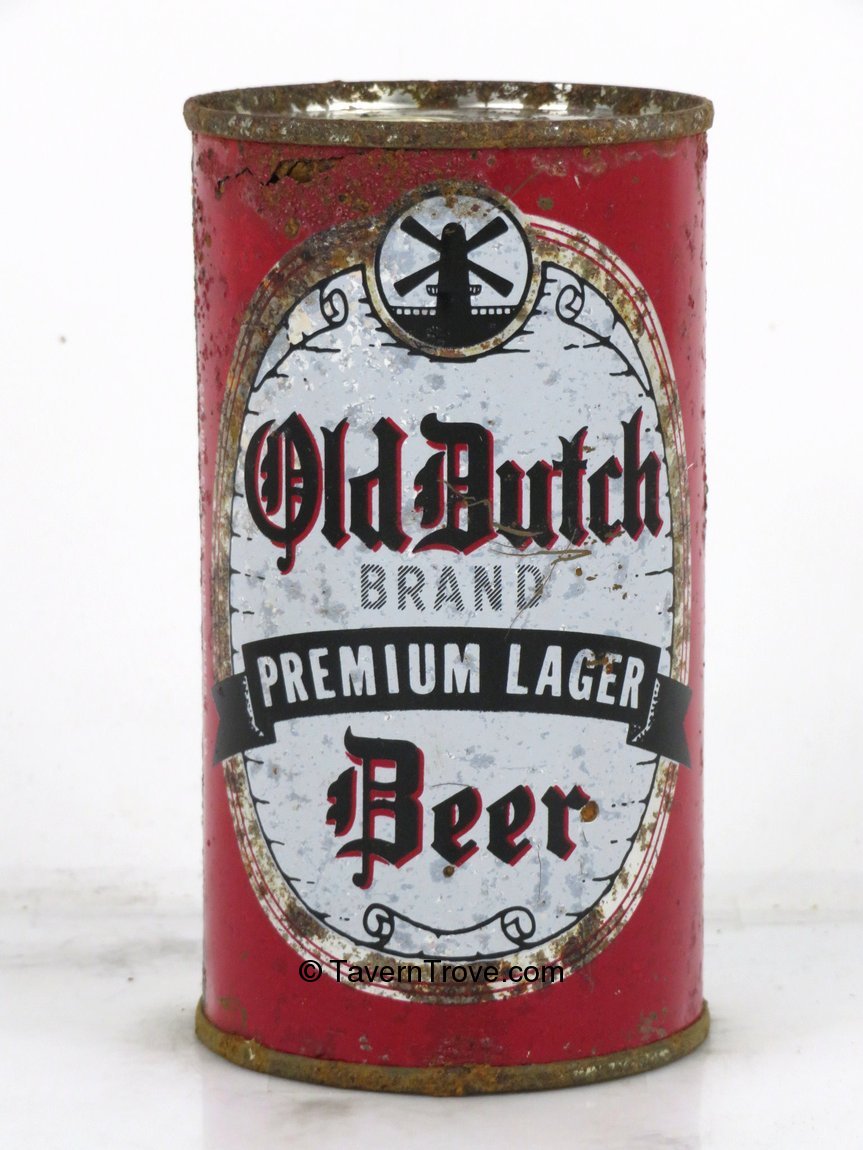 Old Dutch
BRAND
PREMIUM LAGER
Beer
© TavernTrove.com